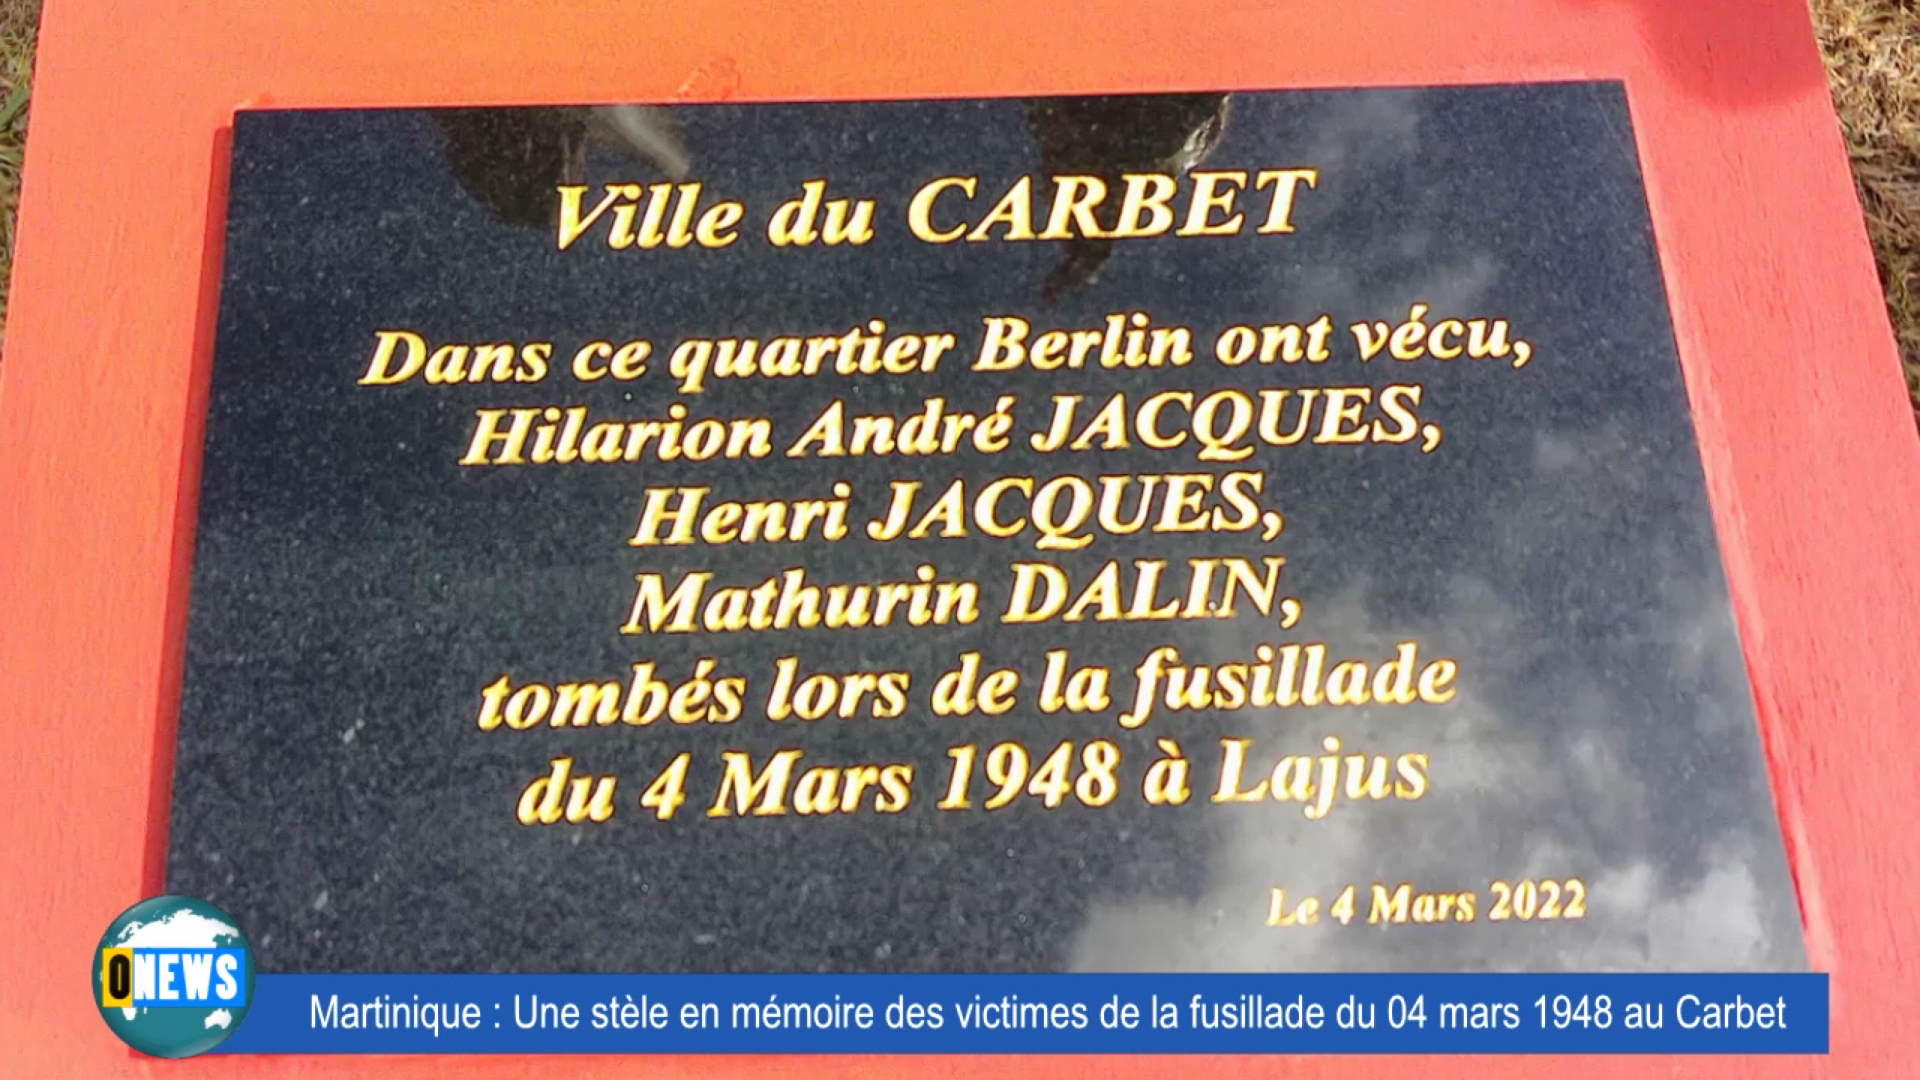 Ville du CARBET
Dans ce quartier Berlin ont vécu,
Hilarion André JACQUES,
Henri JACQUES,
Mathurin DALIN,
tombés lors de la fusillade
du 4 Mars 1948 à Lajus
Le 4 Mars 2022
ONEWS
Martinique : Une stèle en mémoire des victimes de la fusillade du 04 mars 1948 au Carbet